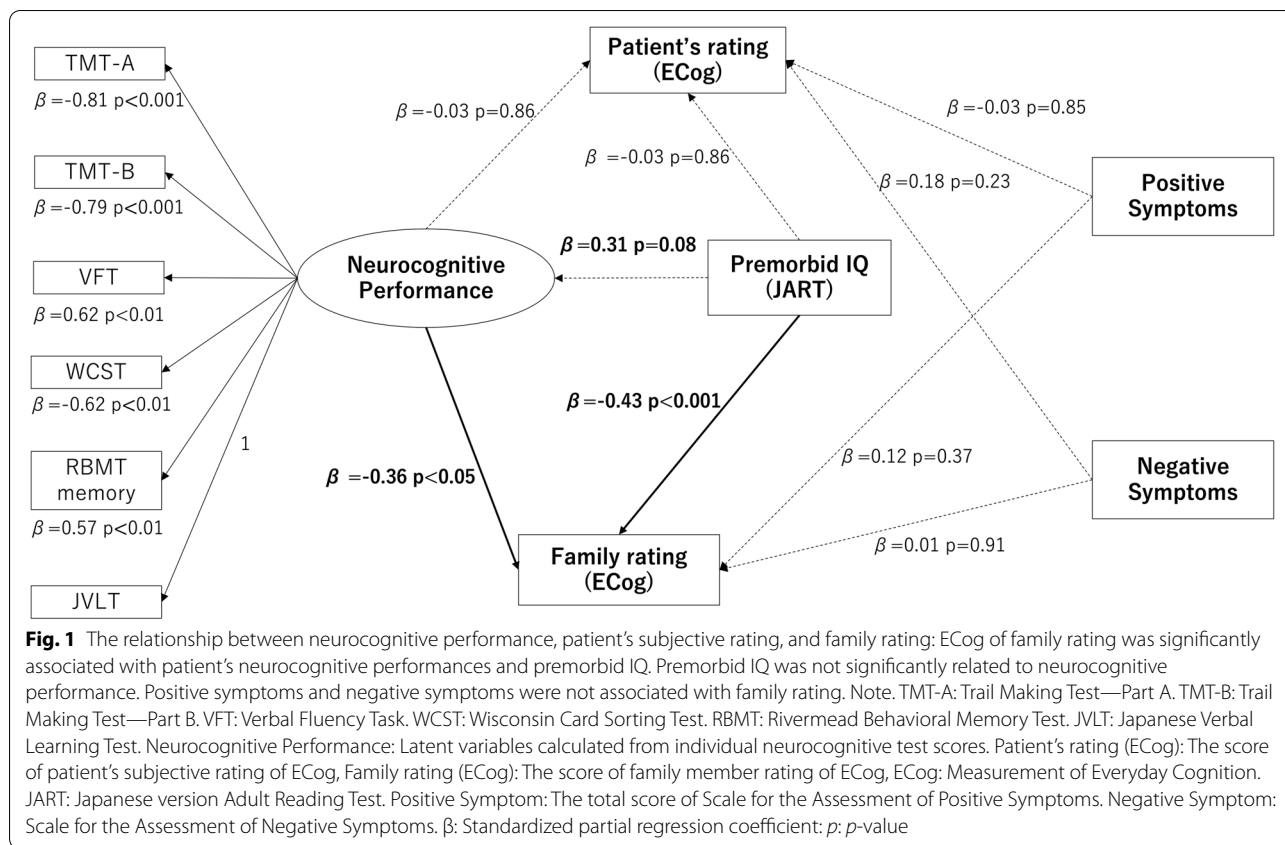 TMT-A
β=-0.81 p<0.001
TMT-B
β=-0.79 p<0.001
VFT
β=0.62 p<0.01
WCST
β=-0.62 p<0.01
RBMT
memory
β=0.57 p<0.01
JVLT
1
Neurocognitive
Performance
Patient's rating
(ECog)
β=-0.03 p=0.86
β =-0.03 p=0.86
β=0.31 p=0.08
Premorbid IQ
(JART)
β=-0.43 p<0.001
β =-0.36 p<0.05
Family rating
(ECog)
β=-0.03 p=0.85
β=0.18 p=0.23
Positive
Symptoms
β=0.12 p=0.37
Negative
Symptoms
β=0.01 p=0.91
Fig. 1 The relationship between neurocognitive performance, patient's subjective rating, and family rating: ECog of family rating was significantly
associated with patient's neurocognitive performances and premorbid IQ. Premorbid IQ was not significantly related to neurocognitive
performance. Positive symptoms and negative symptoms were not associated with family rating. Note. TMT-A: Trail Making Test—Part A. TMT-B: Trail
Making Test—Part B. VFT: Verbal Fluency Task. WCST: Wisconsin Card Sorting Test. RBMT: Rivermead Behavioral Memory Test. JVLT: Japanese Verbal
Learning Test. Neurocognitive Performance: Latent variables calculated from individual neurocognitive test scores. Patient's rating (ECog): The score
of patient's subjective rating of ECog, Family rating (ECog): The score of family member rating of ECog, ECog: Measurement of Everyday Cognition.
JART: Japanese version Adult Reading Test. Positive Symptom: The total score of Scale for the Assessment of Positive Symptoms. Negative Symptom:
Scale for the Assessment of Negative Symptoms. β: Standardized partial regression coefficient: p: p-value